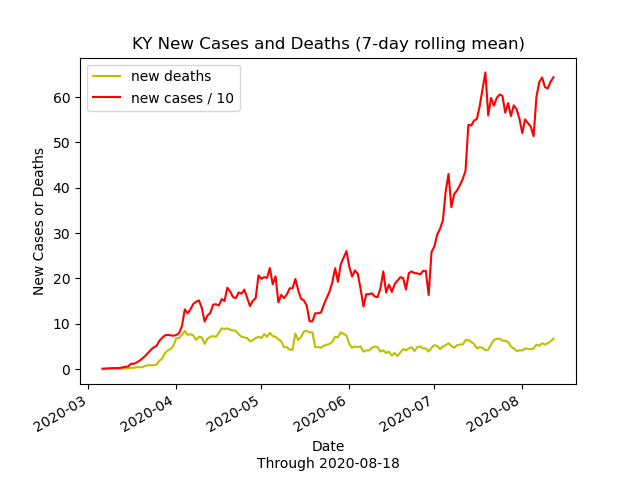 KY New Cases and Deaths (7-day rolling mean)
new deaths
new cases / 10
New Cases or Deaths
60
50
40
30
20
10
0
2020-03
2020-04
2020-05
2020-06
2020-07
2020-08
Date
Through 2020-08-18